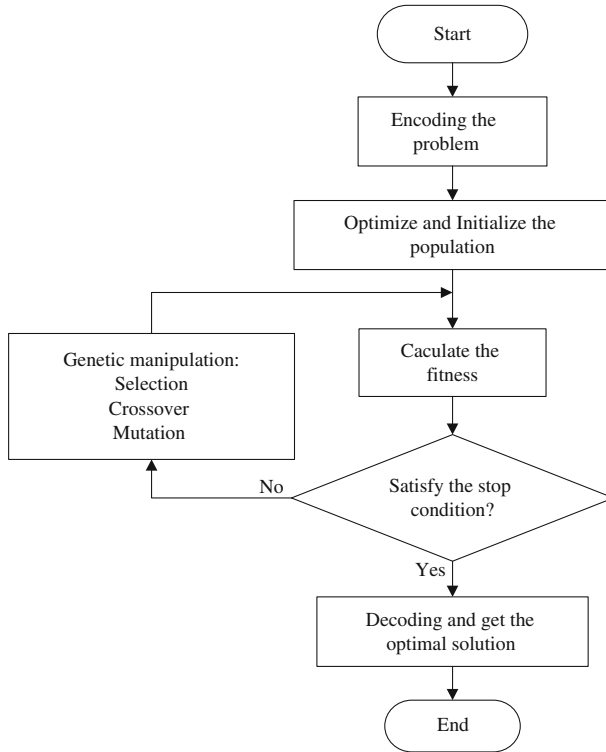 Start
Encoding the
problem
Optimize and Initialize the
population
Genetic manipulation:
Selection
Crossover
Mutation
Caculate the
fitness
No
Satisfy the stop
condition?
Yes
Decoding and get the
optimal solution
End